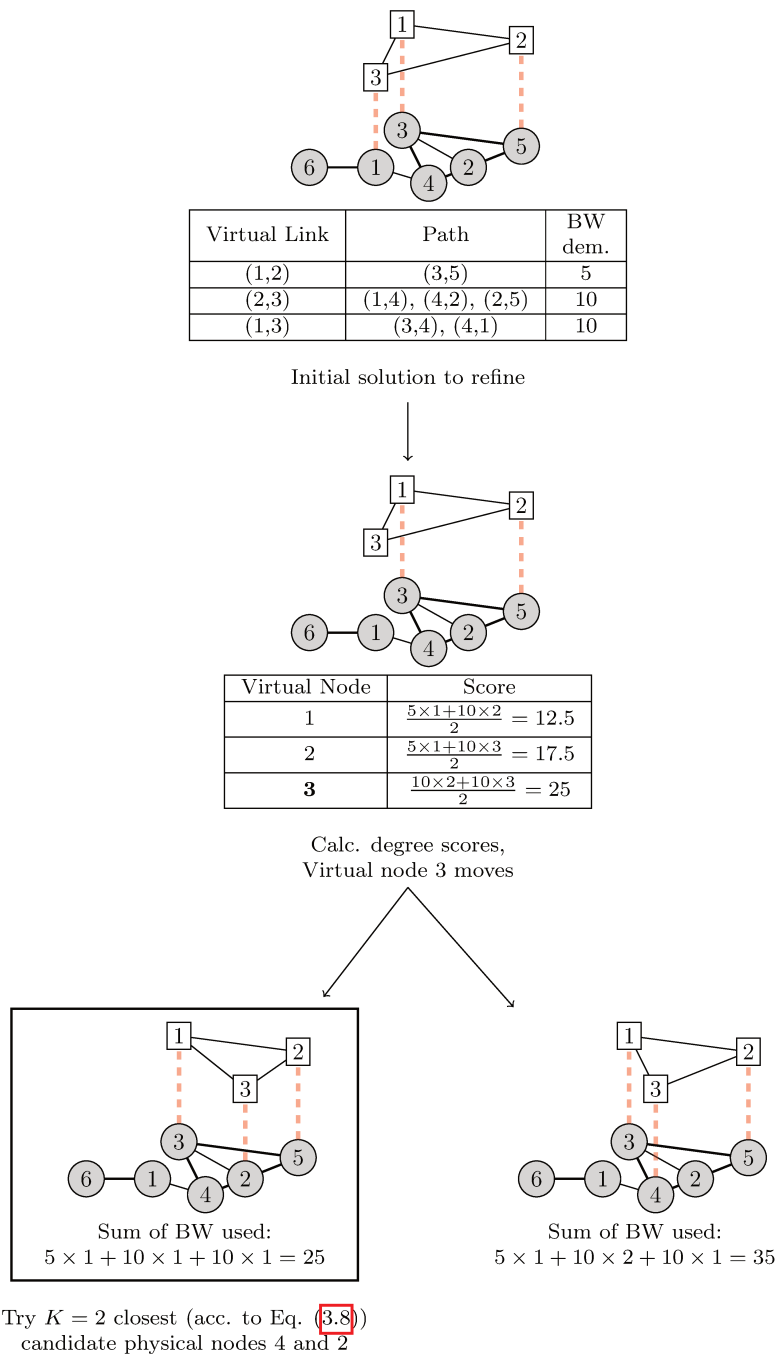 1
2
3
3
5
6
1
2
4
Virtual Link Path BW dem.
(1,2) (3,5) 5
(2,3) (1,4), (4,2), (2,5) 10
(1,3) (3,4), (4,1) 10
Initial solution to refine
1
2
3
3
5
6
1
2
4
Virtual Node Score
1 5×1+10×2 / 2 = 12.5
2 5×1+10×3 / 2 = 17.5
3 10×2+10×3 / 2 = 25
Calc. degree scores,
Virtual node 3 moves
1
2
3
3
5
6
1
2
4
Sum of BW used:
5 × 1 + 10 × 1 + 10 × 1 = 25
1
2
3
3
5
6
1
2
4
Sum of BW used:
5 × 1 + 10 × 2 + 10 × 1 = 35
Try K = 2 closest (acc. to Eq. (3.8))
candidate physical nodes 4 and 2